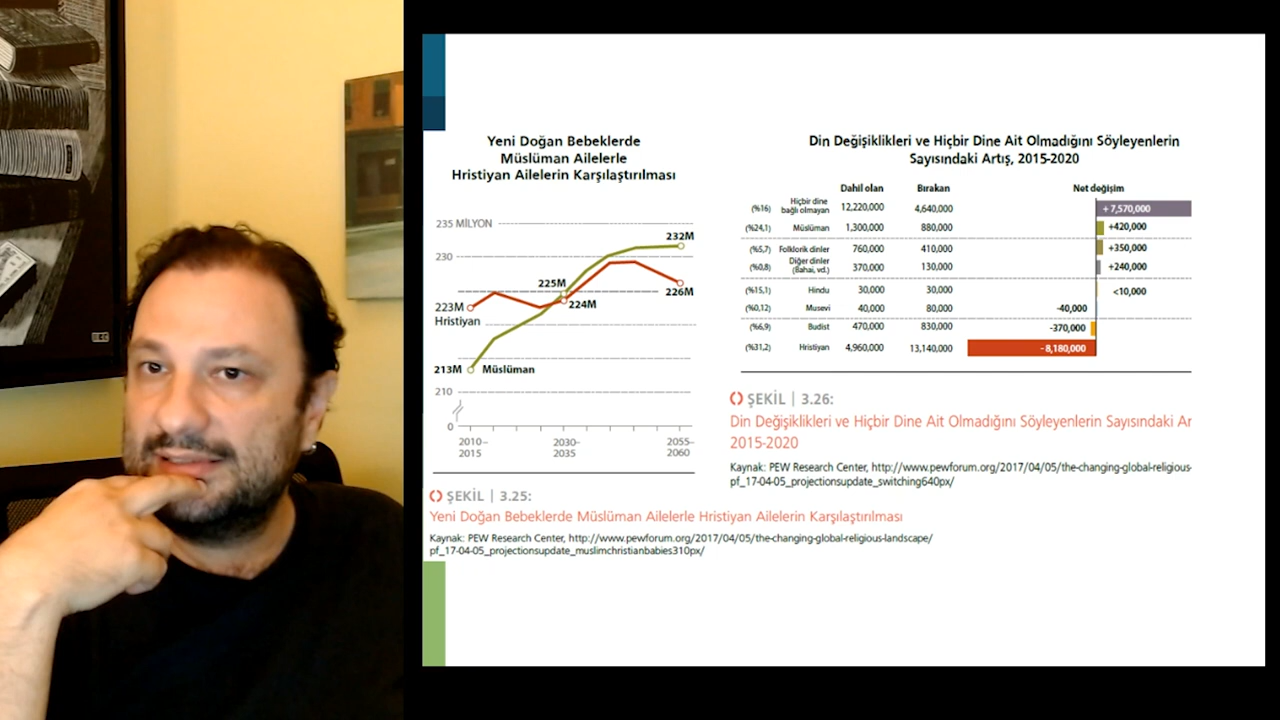 Yeni Doğan Bebeklerde
Müslüman Ailelerle
Hristiyan Ailelerin Karşılaştırılması
235 MİLYON
232M
230
225M
226M
224M
223M
Hristiyan
213M Müslüman
210
0
2010–
2015
2030–
2035
2055–
2060
ŞEKİL | 3.25:
Yeni Doğan Bebeklerde Müslüman Ailelerle Hristiyan Ailelerin Karşılaştırılması
Kaynak: PEW Research Center, http://www.pewforum.org/2017/04/05/the-changing-global-religious-landscape/
pf_17-04-05_projectionsupdate_muslimchristianbabies310px/
Din Değişiklikleri ve Hiçbir Dine Ait Olmadığını Söyleyenlerin
Sayısındaki Artış, 2015-2020
Dahil olan Bırakan Net değişim
(%16) Hiçbir dine bağlı olmayan 12,220,000 4,640,000 +7,570,000
(%24,1) Müslüman 1,300,000 880,000 +420,000
(%5,7) Folklorik dinler 760,000 410,000 +350,000
(%0,8) Diğer dinler (Bahai, vd.) 370,000 130,000 +240,000
(%15,1) Hindu 30,000 30,000 <10,000
(%0,12) Musevi 40,000 80,000 -40,000
(%6,9) Budist 470,000 830,000 -370,000
(%31,2) Hristiyan 4,960,000 13,140,000 -8,180,000
ŞEKİL | 3.26:
Din Değişiklikleri ve Hiçbir Dine Ait Olmadığını Söyleyenlerin Sayısındaki Ar
2015-2020
Kaynak: PEW Research Center, http://www.pewforum.org/2017/04/05/the-changing-global-religious-
pf_17-04-05_projectionsupdate_switching640px/